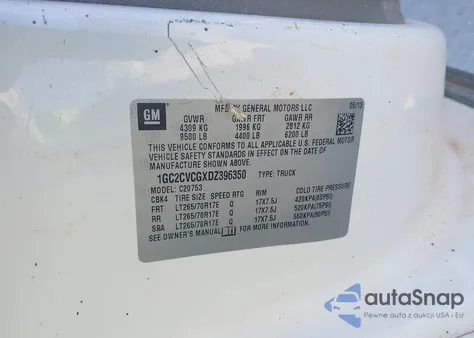 MFD BY GENERAL MOTORS LLC 05/13
GM
GVWR GAWR FRT GAWR RR
4309 KG 1996 KG 2812 KG
9500 LB 4400 LB 6200 LB
THIS VEHICLE CONFORMS TO ALL APPLICABLE U.S. FEDERAL MOTOR
VEHICLE SAFETY STANDARDS IN EFFECT ON THE DATE OF
MANUFACTURE SHOWN ABOVE.
1GC2CVCGXDZ396350 TYPE: TRUCK
MODEL: C20753
CBK4 TIRE SIZE SPEED RTG RIM COLD TIRE PRESSURE
FRT LT265/70R17E Q 17X7.5J 420KPA(60PSI)
RR LT265/70R17E Q 17X7.5J 520KPA(75PSI)
SPA LT265/70R17E Q 17X7.5J 550KPA(80PSI)
SEE OWNER'S MANUAL FOR MORE INFORMATION.
autoSnap
Pewne auta z USA i EU